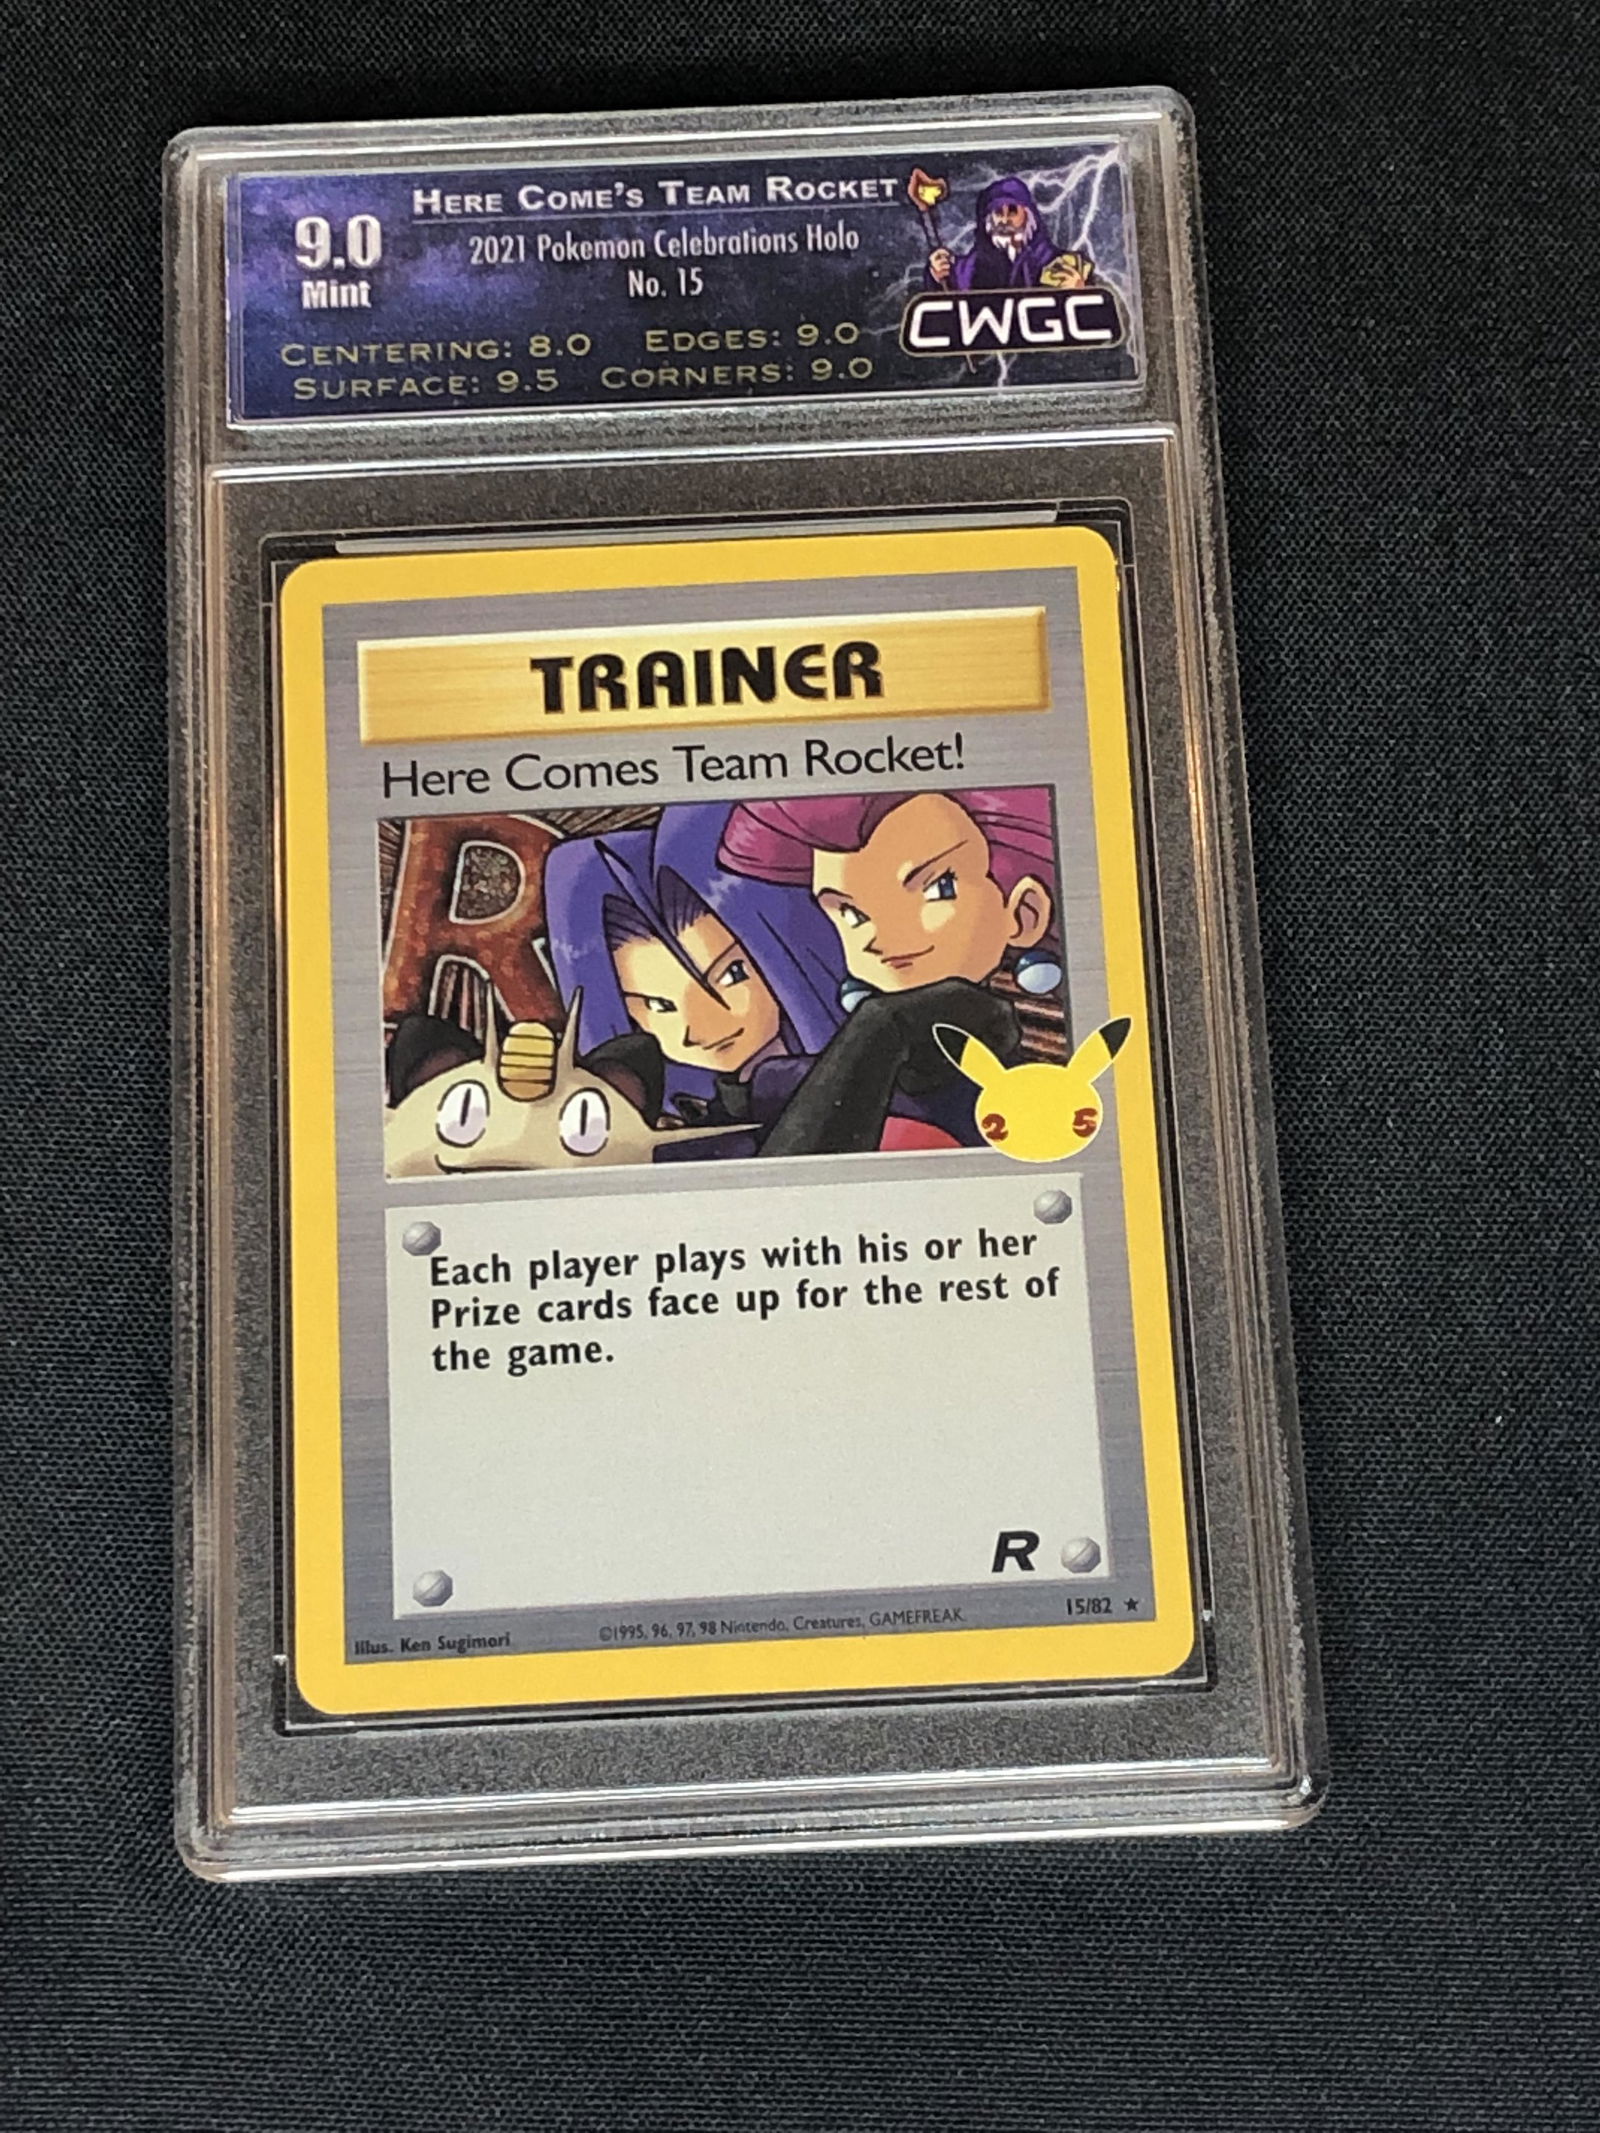 HERE COME'S TEAM ROCKET
9.0
Mint
2021 Pokemon Celebrations Holo
No. 15
CENTERING: 8.0 EDGES: 9.0
SURFACE: 9.5 CORNERS: 9.0
CWGC
TRAINER
Here Comes Team Rocket!
R
2 5
Each player plays with his or her
Prize cards face up for the rest of
the game.
R
15/82 ★
Illus. Ken Sugimori ©1995, 96, 97, 98 Nintendo, Creatures, GAMEFREAK.